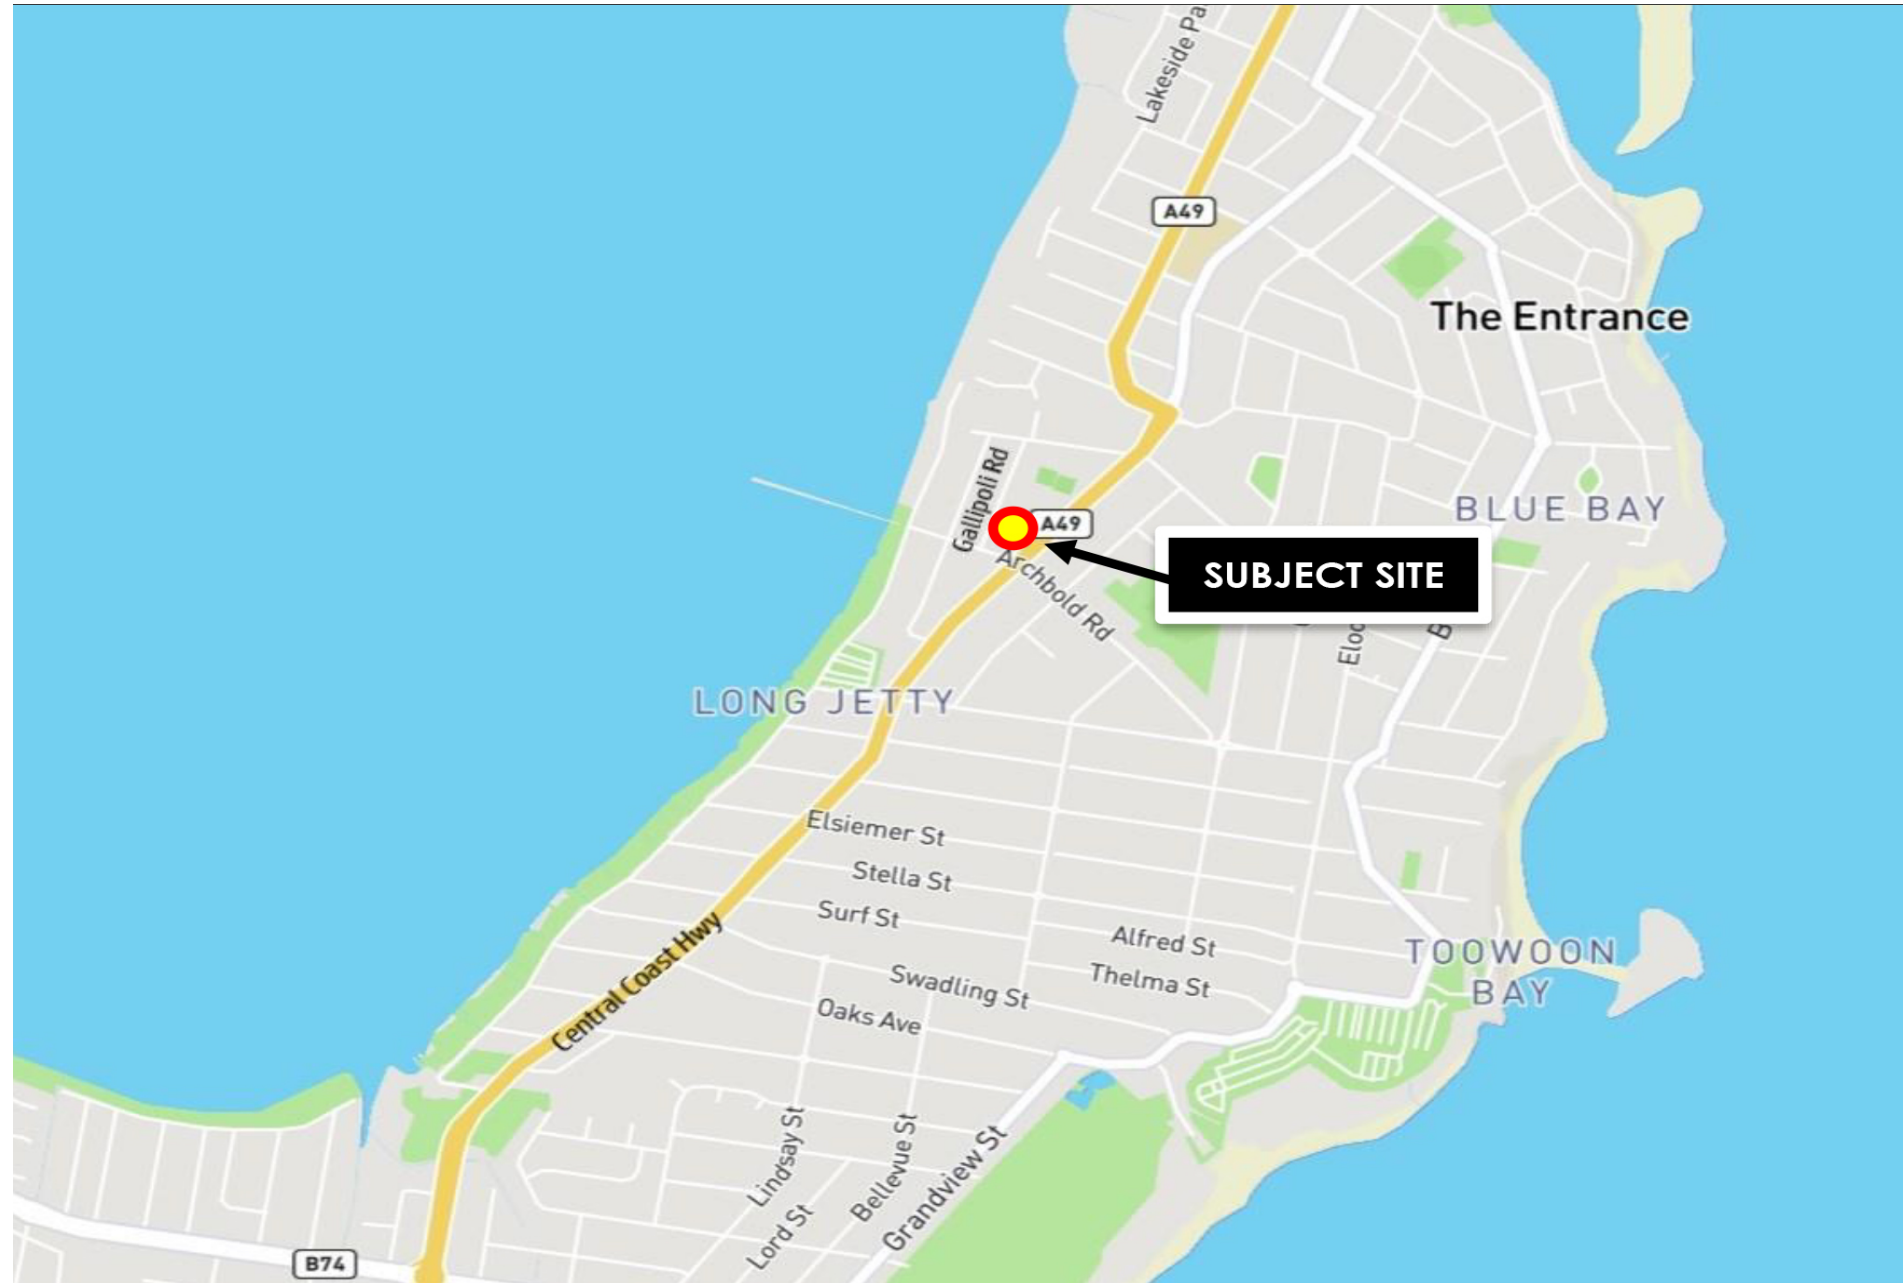 Lakeside Pa
A49
The Entrance
Gallipoli Rd
A49
BLUE BAY
SUBJECT SITE
Archbold Rd
Eloc
B
LONG JETTY
Elsiemer St
Stella St
Surf St
Alfred St
Central Coast Hwy
TOOWOON
BAY
Swadling St
Thelma St
Oaks Ave
Lindsay St
Bellevue St
Grandview St
Lord St
B74